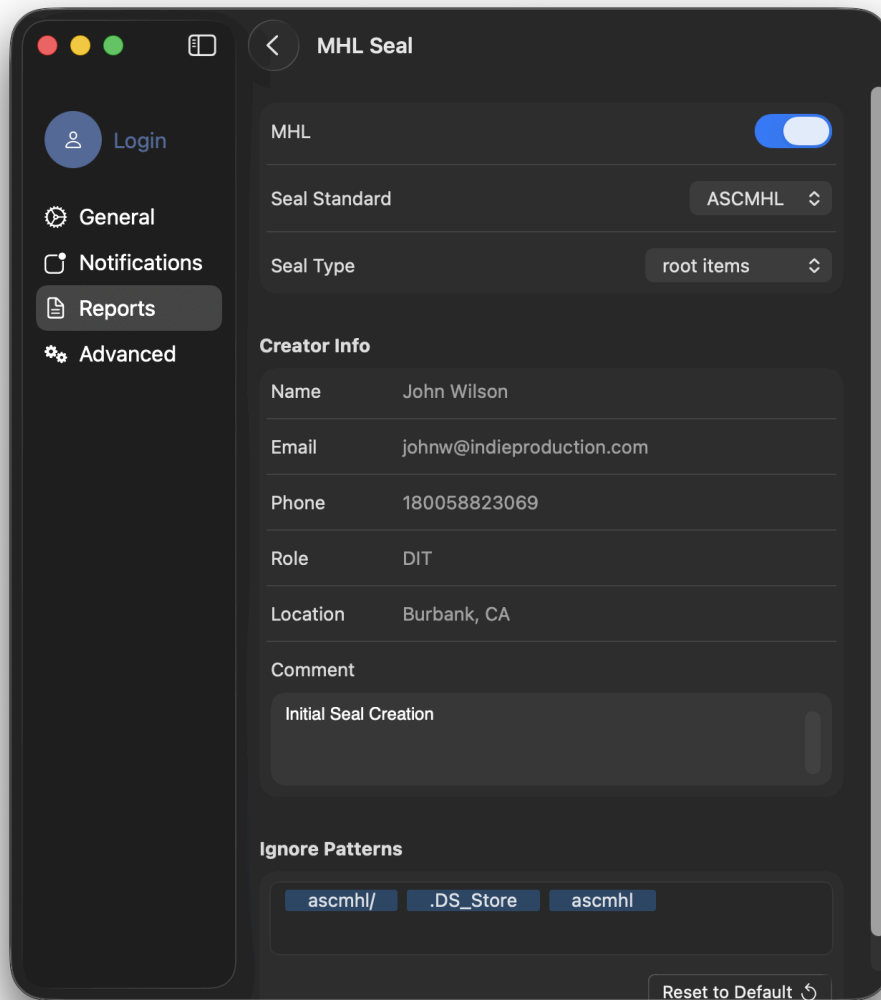 MHL Seal
Login
General
Notifications
Reports
Advanced
MHL
Seal Standard ASCMHL
Seal Type root items
Creator Info
Name John Wilson
Email johnw@indieproduction.com
Phone 180058823069
Role DIT
Location Burbank, CA
Comment
Initial Seal Creation
Ignore Patterns
ascmhl/ .DS_Store ascmhl
Reset to Default